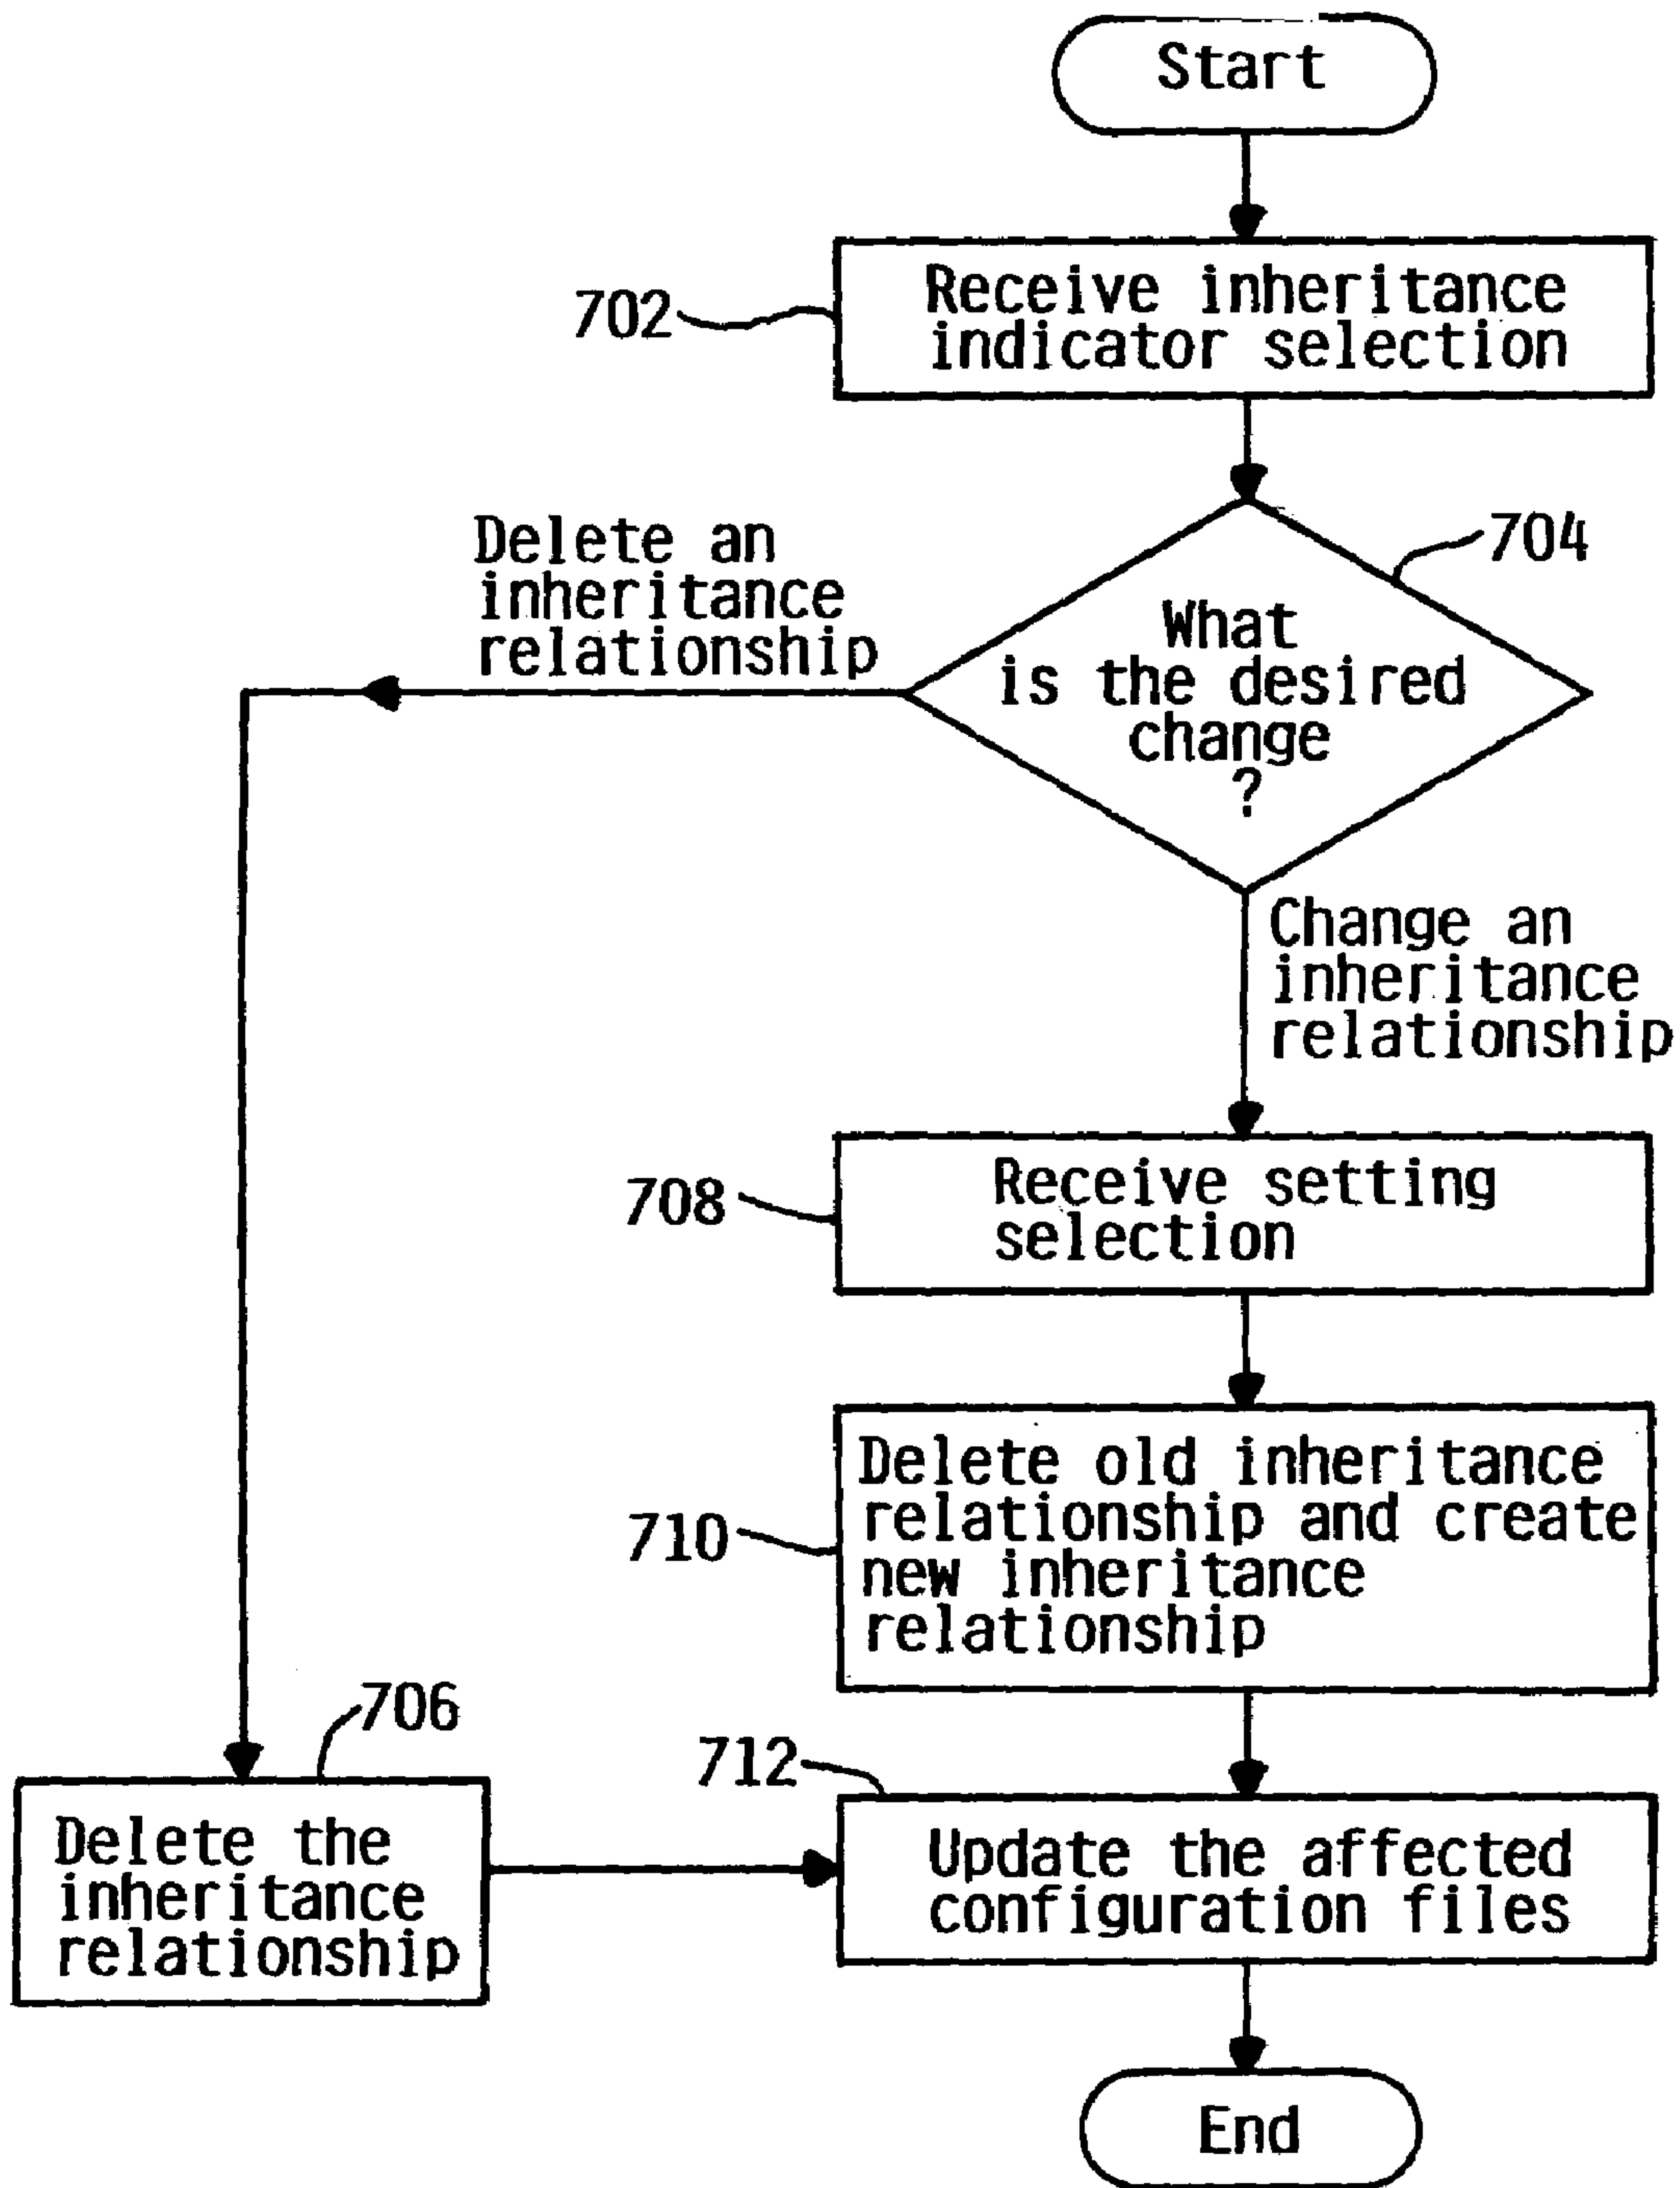 Start
702
Receive inheritance
indicator selection
704
Delete an
inheritance
relationship
What
is the desired
change
?
Change an
inheritance
relationship
708
Receive setting
selection
710
Delete old inheritance
relationship and create
new inheritance
relationship
706
Delete the
inheritance
relationship
712
Update the affected
configuration files
End